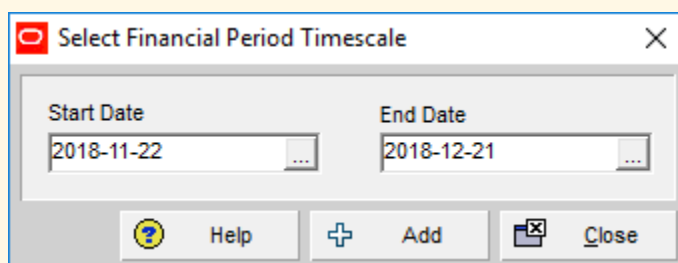 Select Financial Period Timescale
Start Date End Date
2018-11-22 ... 2018-12-21 ...
Help Add Close